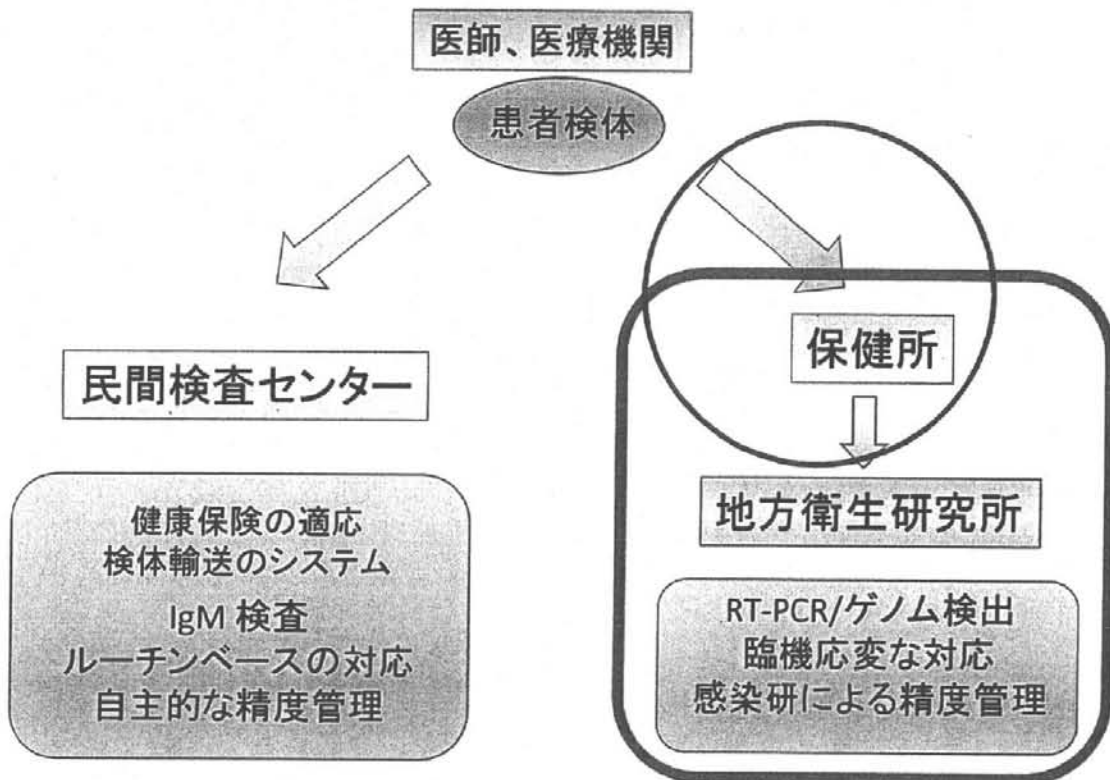 医師、医療機関
患者検体
民間検査センター
健康保険の適応
検体輸送のシステム
IgM 検査
ルーチンベースの対応
自主的な精度管理
保健所
地方衛生研究所
RT-PCR/ゲノム検出
臨機応変な対応
感染研による精度管理